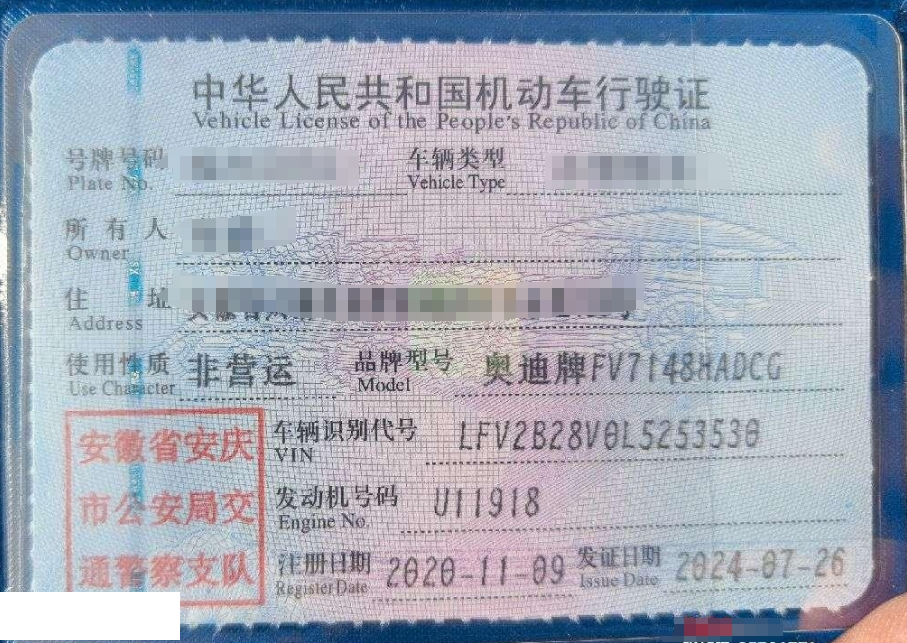 中华人民共和国机动车行驶证
Vehicle License of the People's Republic of China
号牌号码 车辆类型
Plate No. Vehicle Type
所有人
Owner
住址
Address
使用性质 非营运 品牌型号 奥迪牌FV7148HADCG
Use Character Model
安徽省安庆 车辆识别代号 LFV2B28V0L5253530
VIN
市公安局交 发动机号码 U11918
Engine No.
通警察支队 注册日期 2020-11-09 发证日期 2024-07-26
Register Date Issue Date